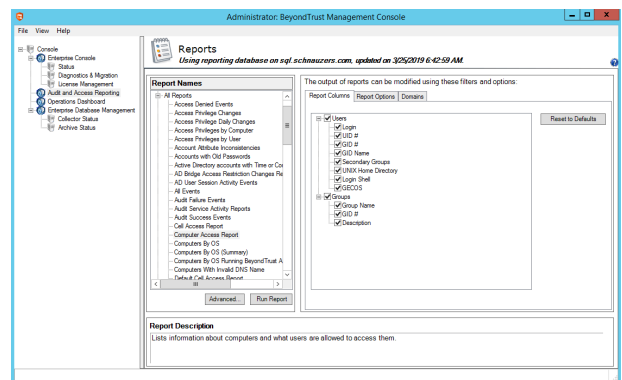 Administrator: BeyondTrust Management Console
File View Help
Console
Enterprise Console
Status
Diagnostics & Migration
License Management
Audit and Access Reporting
Operations Dashboard
Enterprise Database Management
Collector Status
Archive Status
Reports
Using reporting database on sql.schnauzers.com, updated on 3/25/2019 6:42:59 AM.
Report Names
All Reports
Access Denied Events
Access Privilege Changes
Access Privilege Daily Changes
Access Privileges by Computer
Access Privileges by User
Account Attribute Inconsistencies
Accounts with Old Passwords
Active Directory accounts with Time or Cor
AD Bridge Access Restriction Changes Re
AD User Session Activity Events
All Events
Audit Failure Events
Audit Service Activity Reports
Audit Success Events
Cell Access Report
Computer Access Report
Computers By OS
Computers By OS (Summary)
Computers By OS Running BeyondTrust A
Computers With Invalid DNS Name
Default Cell Access Report
Advanced... Run Report
The output of reports can be modified using these filters and options:
Report Columns Report Options Domains
Users
Login
UID #
GID #
GID Name
Secondary Groups
UNIX Home Directory
Login Shell
GECOS
Groups
Group Name
GID #
Description
Reset to Defaults
Report Description
Lists information about computers and what users are allowed to access them.